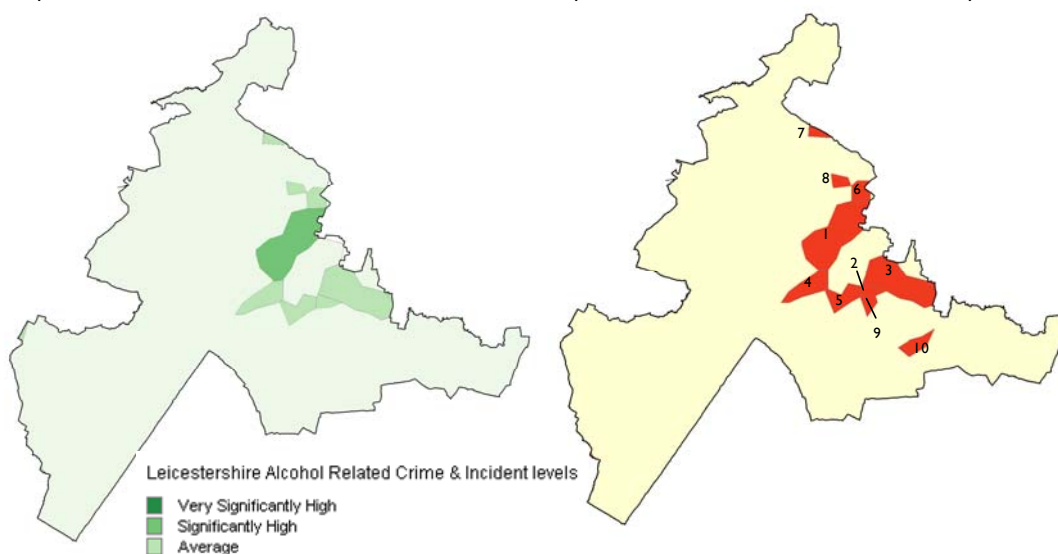 7
8
6
1
2
3
4
5
9
10
Leicestershire Alcohol Related Crime & Incident levels
Very Significantly High
Significantly High
Average